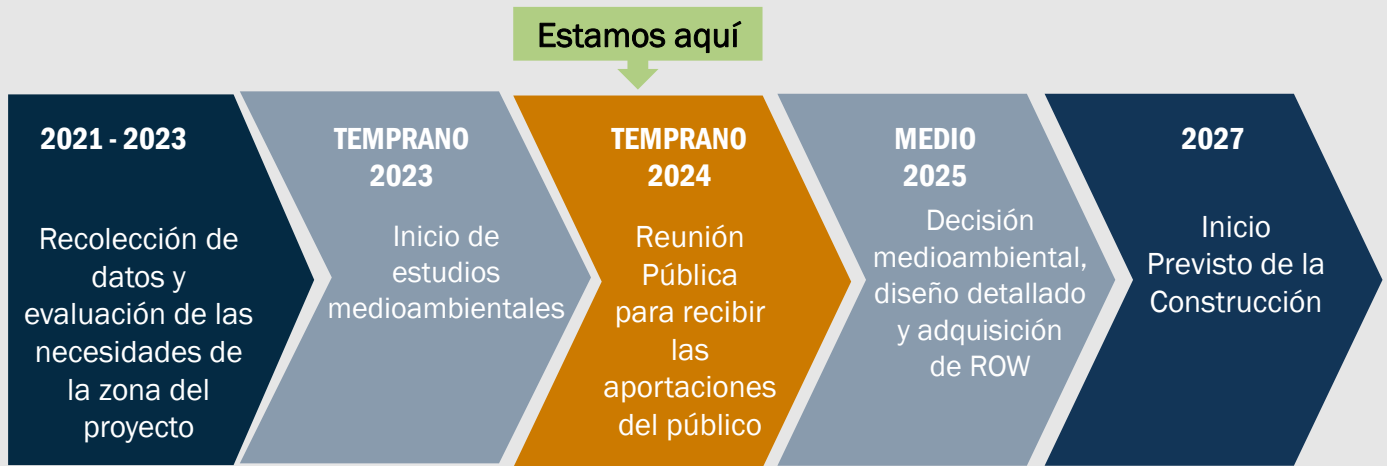 Estamos aquí
2021 - 2023
Recolección de
datos y
evaluación de las
necesidades de
la zona del
proyecto
TEMPRANO
2023
Inicio de
estudios
medioambientales
TEMPRANO
2024
Reunión
Pública
para recibir
las
aportaciones
del público
MEDIO
2025
Decisión
medioambiental,
diseño detallado
y adquisición
de ROW
2027
Inicio
Previsto de la
Construcción